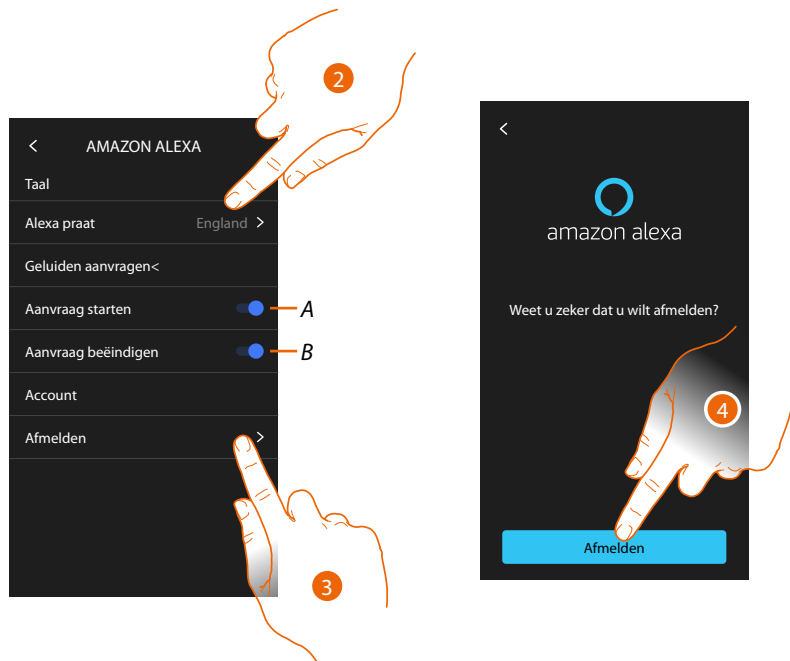 2
AMAZON ALEXA
Taal
Alexa praat England
Geluiden aanvragen<
Aanvraag starten
A
Aanvraag beëindigen
B
Account
Afmelden
3
amazon alexa
Weet u zeker dat u wilt afmelden?
4
Afmelden